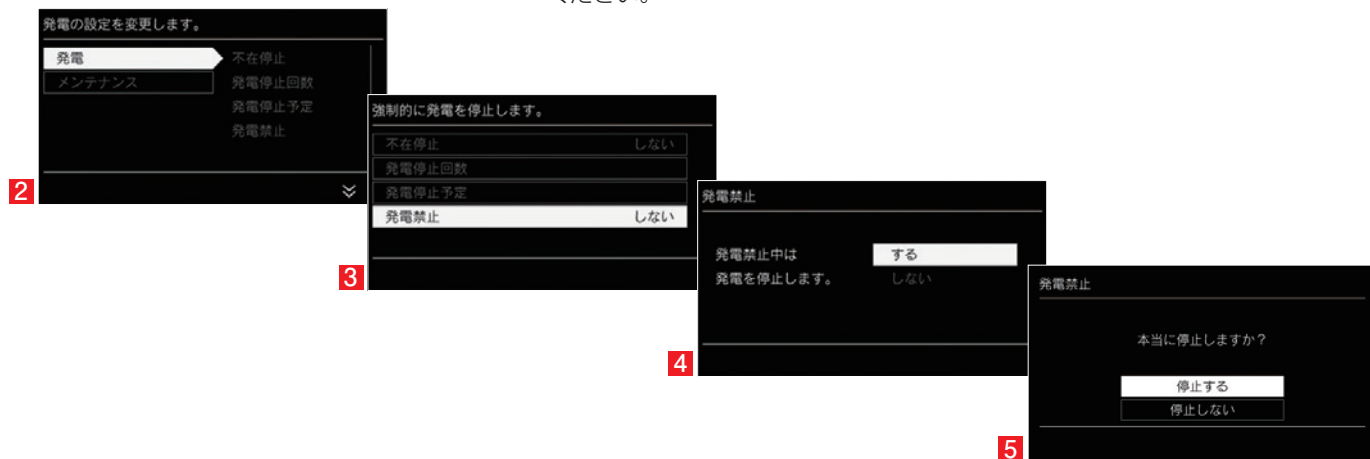 ください。
発電の設定を変更します。
発電 不在停止
メンテナンス 発電停止回数
発電停止予定
発電禁止
2
強制的に発電を停止します。
不在停止 しない
発電停止回数
発電停止予定
発電禁止 しない
3
発電禁止
発電禁止中は する
発電を停止します。 しない
4
発電禁止
本当に停止しますか？
停止する
停止しない
5